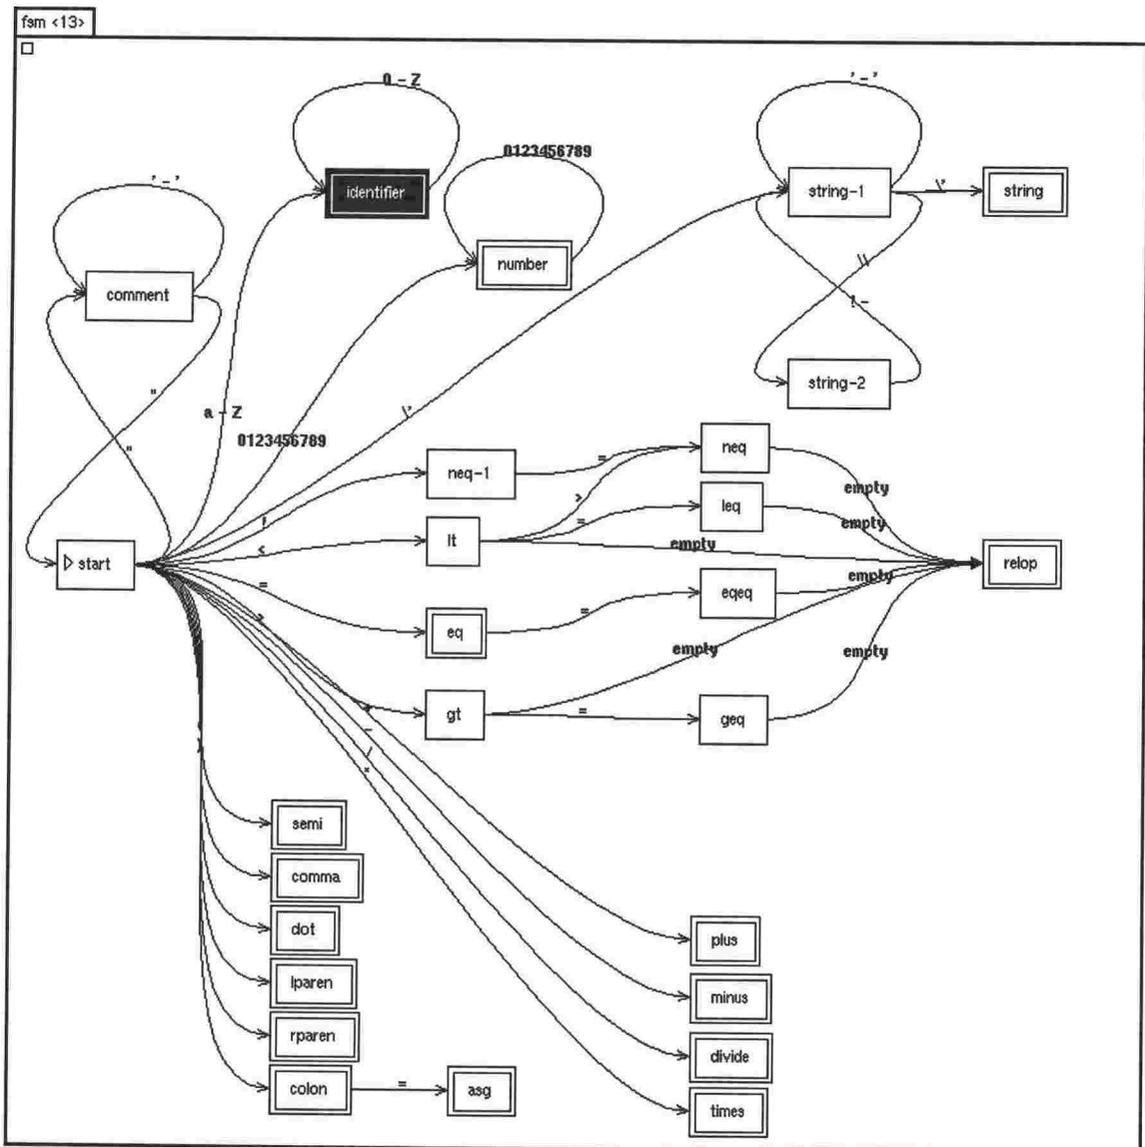 fsm <13>
0 - Z
' - '
0123456789
identifier
string-1
\'
string
' - '
number
comment
\\
! -
"
string-2
a - Z
\'
0123456789
"
neq-1
=
neq
!
>
empty
leq
<
lt
=
empty
empty
start
relop
=
empty
eqeq
>
eq
=
empty
empty
gt
=
geq
-
/
)
semi
comma
dot
plus
lparen
minus
rparen
divide
colon
=
asg
times